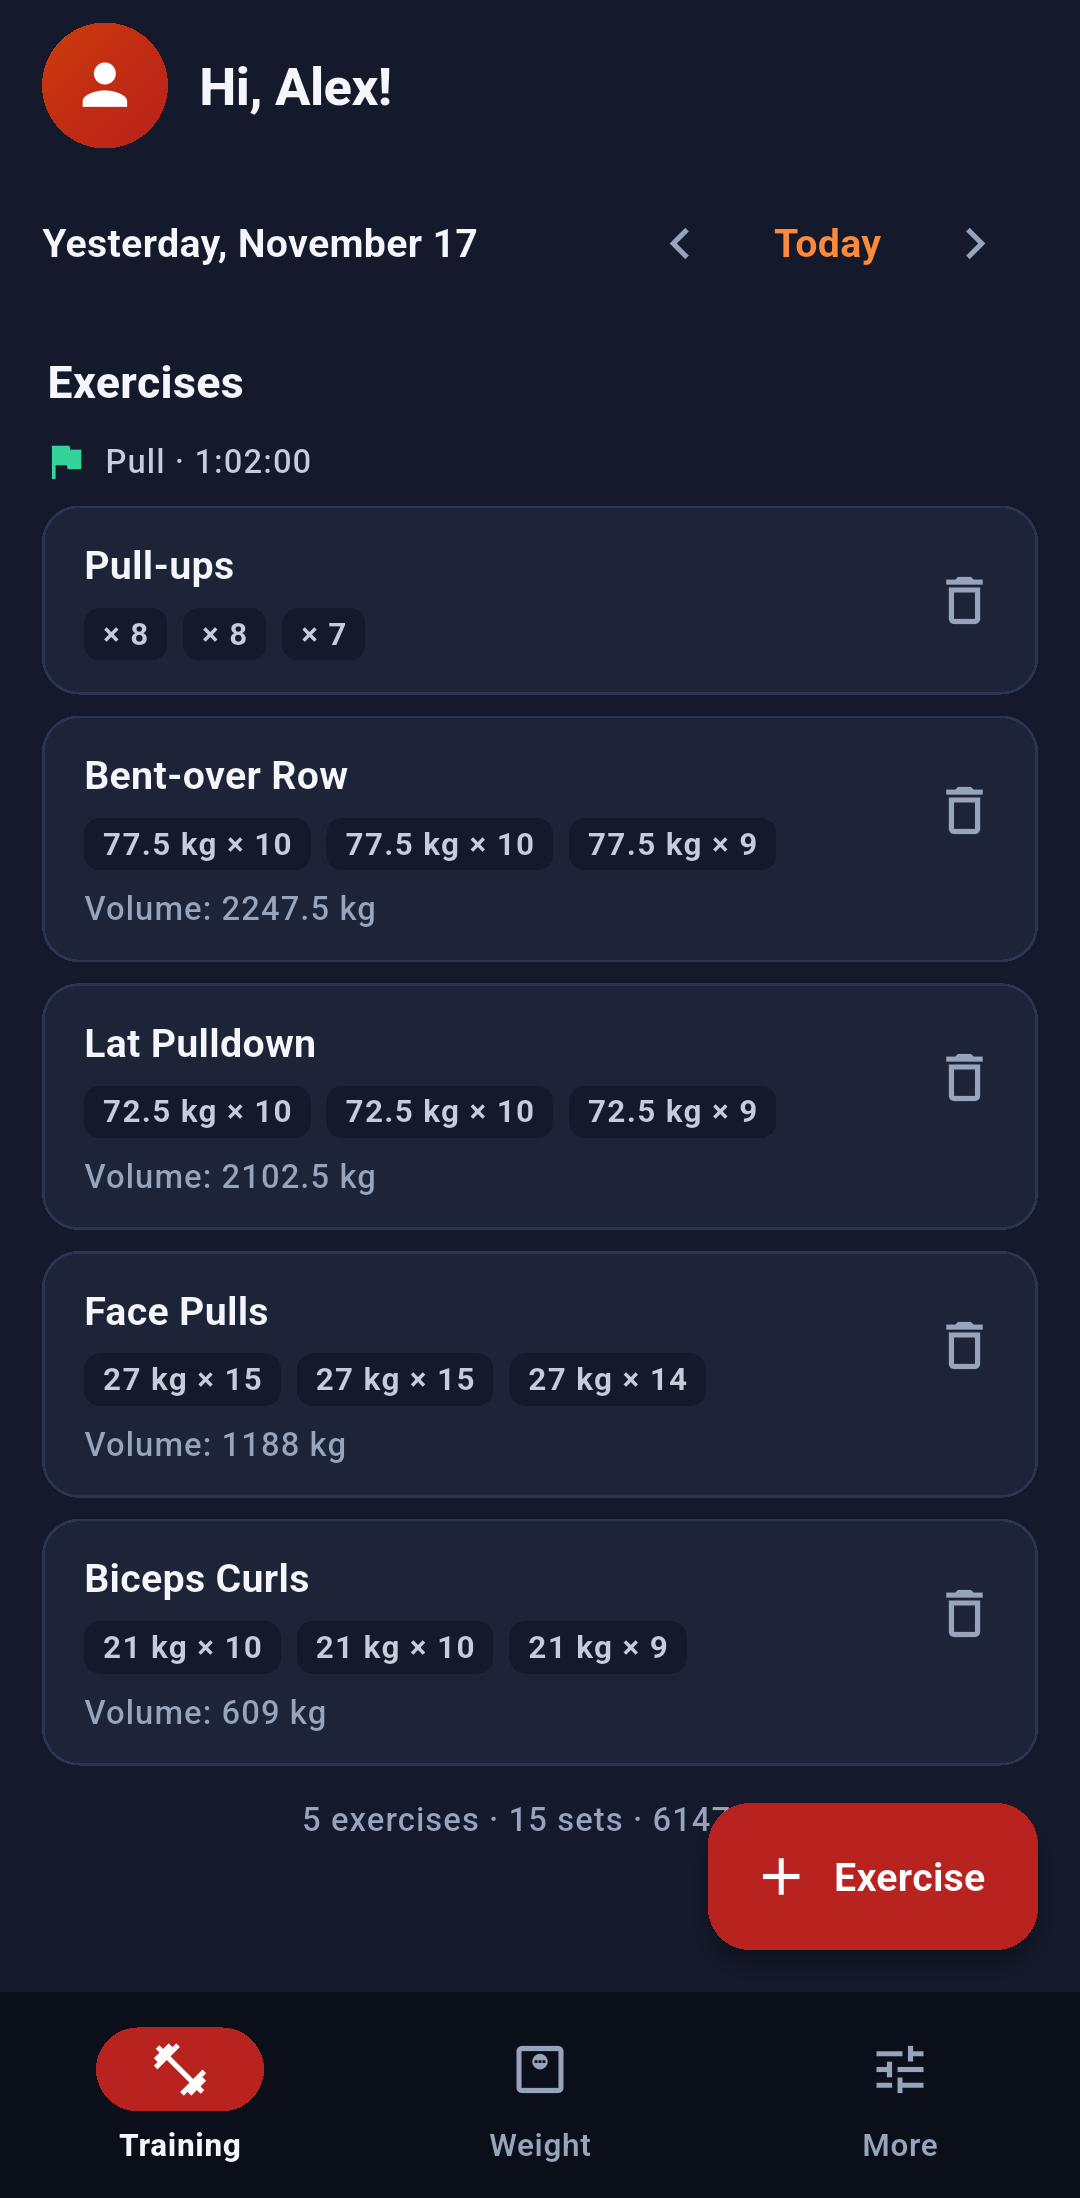 Hi, Alex!
Yesterday, November 17
Today
Exercises
Pull · 1:02:00
Pull-ups
× 8 × 8 × 7
Bent-over Row
77.5 kg × 10 77.5 kg × 10 77.5 kg × 9
Volume: 2247.5 kg
Lat Pulldown
72.5 kg × 10 72.5 kg × 10 72.5 kg × 9
Volume: 2102.5 kg
Face Pulls
27 kg × 15 27 kg × 15 27 kg × 14
Volume: 1188 kg
Biceps Curls
21 kg × 10 21 kg × 10 21 kg × 9
Volume: 609 kg
5 exercises · 15 sets · 6147
Exercise
Training
Weight
More